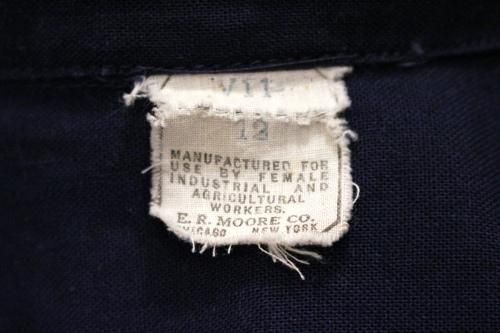 12
MANUFACTURED FOR
USE BY FEMALE
INDUSTRIAL AND
AGRICULTURAL
WORKERS.
E. R. MOORE CO.
CHICAGO NEW YORK